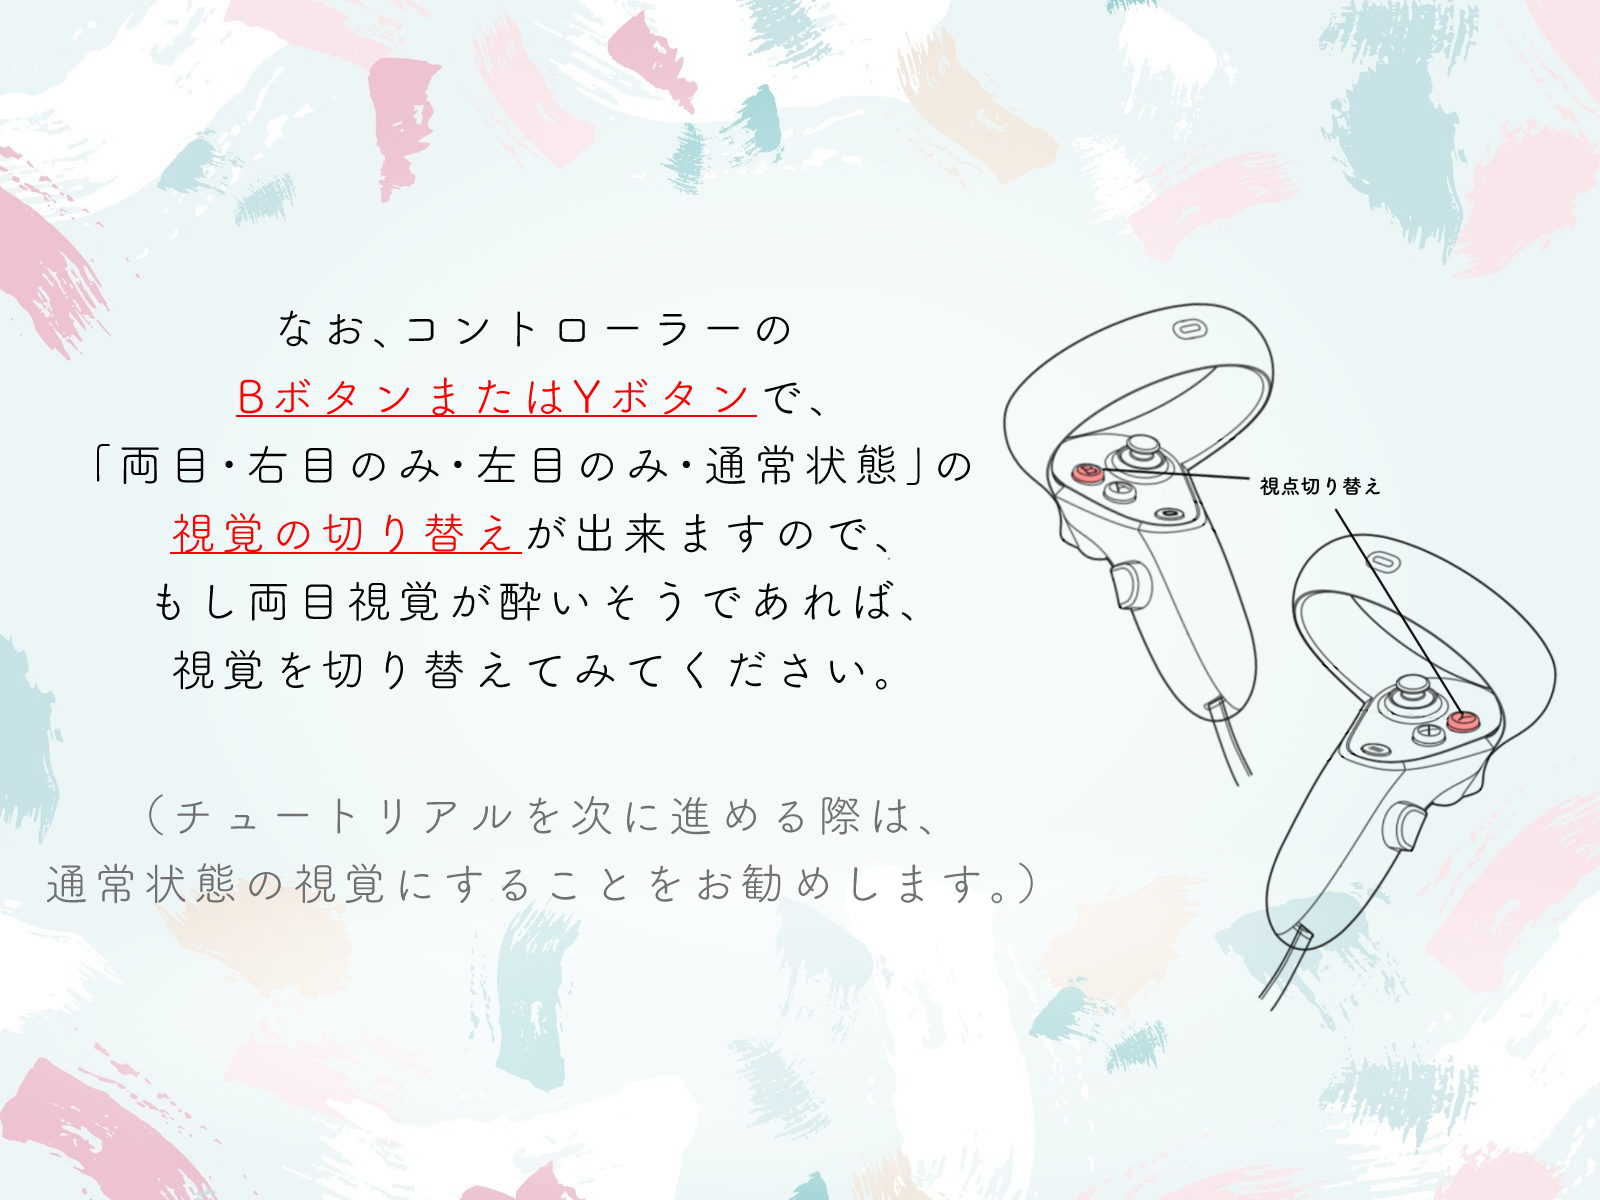 なお、コントローラーの
BボタンまたはYボタンで、
「両目・右目のみ・左目のみ・通常状態」の
視覚の切り替えが出来ますので、
もし両目視覚が酔いそうであれば、
視覚を切り替えてみてください。
(チュートリアルを次に進める際は、
通常状態の視覚にすることをお勧めします。)
視点切り替え